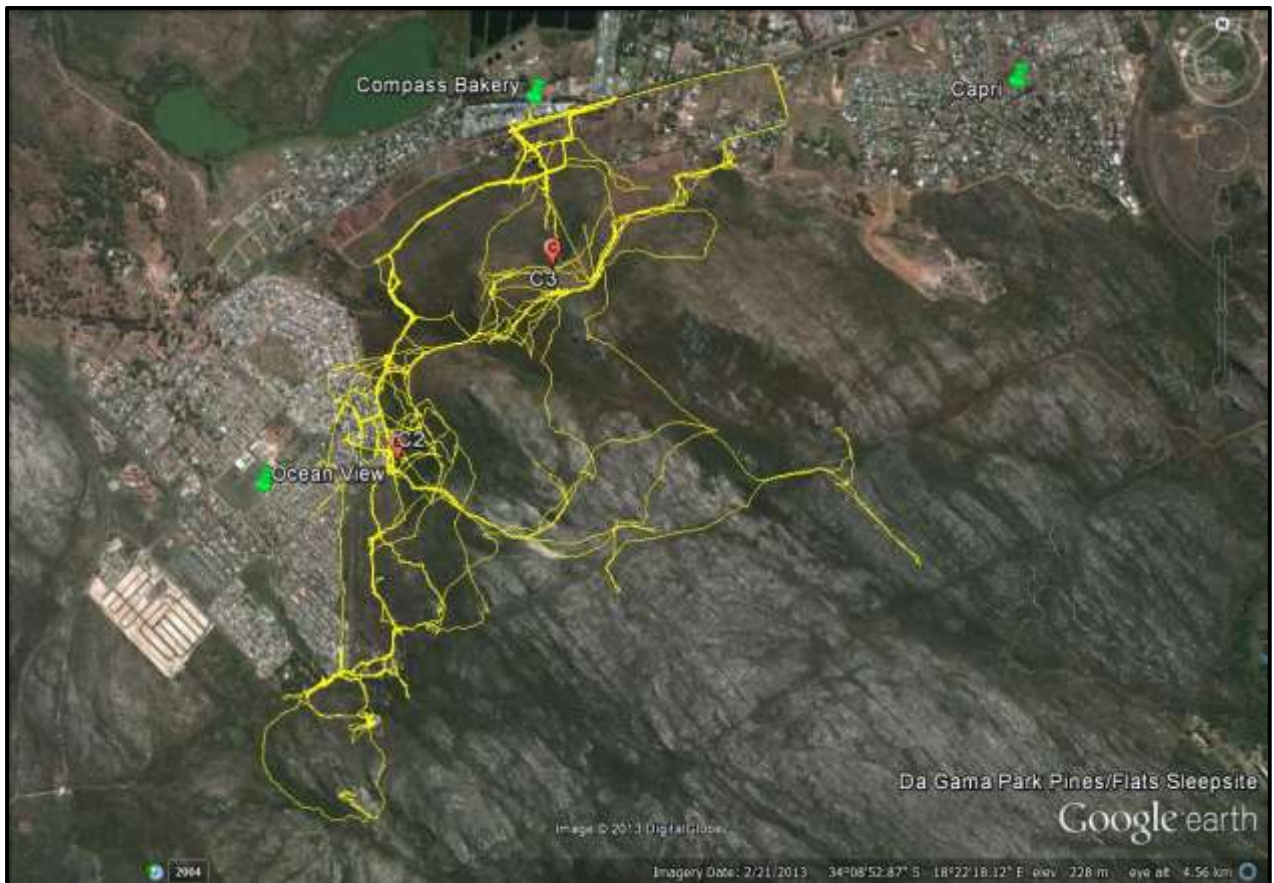 N
Compass Bakery
Capri
C
C3
C2
Ocean View
Da Gama Park Pines/Flats Sleepsite
Google earth
Image © 2013 DigitalGlobe
2004
Imagery Date: 2/21/2013 34°08'52.87" S 18°22'18.12" E elev 228 m eye alt 4.56 km